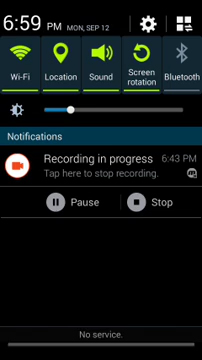 6:59 PM MON, SEP 12
Wi-Fi Location Sound Screen rotation Bluetooth
Notifications
Recording in progress 6:43 PM
Tap here to stop recording.
Pause Stop
No service.